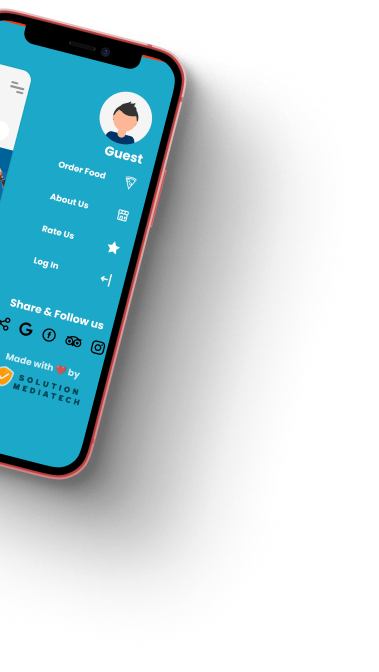 Guest
Order Food
About Us
Rate Us
Log In
Share & Follow us
Made with ❤ by
SOLUTION
MEDIATECH